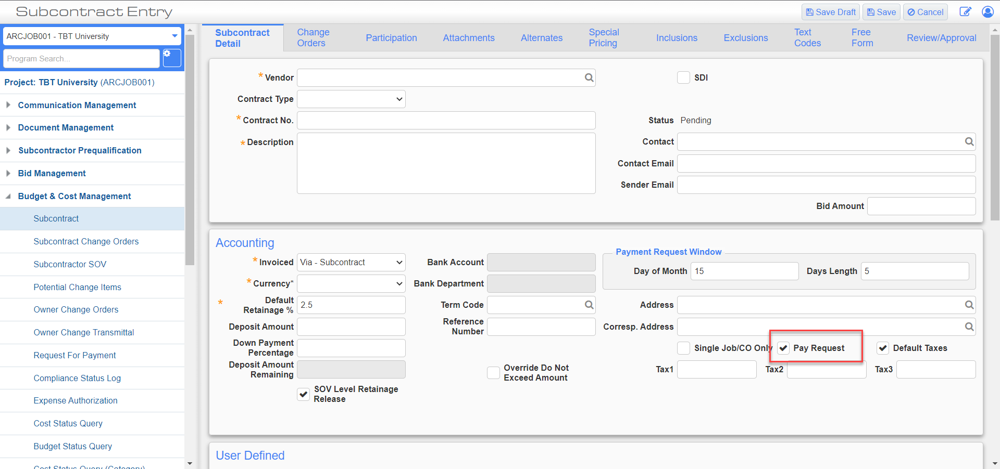 Subcontract Entry
Save Draft
Save
Cancel
ARCJOB001 - TBT University
Program Search...
Project: TBT University (ARCJOB001)
Communication Management
Document Management
Subcontractor Prequalification
Bid Management
Budget & Cost Management
Subcontract
Subcontract Change Orders
Subcontractor SOV
Potential Change Items
Owner Change Orders
Owner Change Transmittal
Request For Payment
Compliance Status Log
Expense Authorization
Cost Status Query
Budget Status Query
Cost Status Query (Category)
Subcontract
Detail
Change
Orders
Participation
Attachments
Alternates
Special
Pricing
Inclusions
Exclusions
Text
Codes
Free
Form
Review/Approval
* Vendor
SDI
Contract Type
* Contract No.
Status Pending
* Description
Contact
Contact Email
Sender Email
Bid Amount
Accounting
* Invoiced Via - Subcontract
* Currency*
* Default
Retainage % 2.5
Deposit Amount
Down Payment
Percentage
Deposit Amount
Remaining
SOV Level Retainage
Release
Bank Account
Bank Department
Term Code
Reference
Number
Override Do Not
Exceed Amount
Payment Request Window
Day of Month 15
Days Length 5
Address
Corresp. Address
Single Job/CO Only
Pay Request
Default Taxes
Tax1
Tax2
Tax3
User Defined